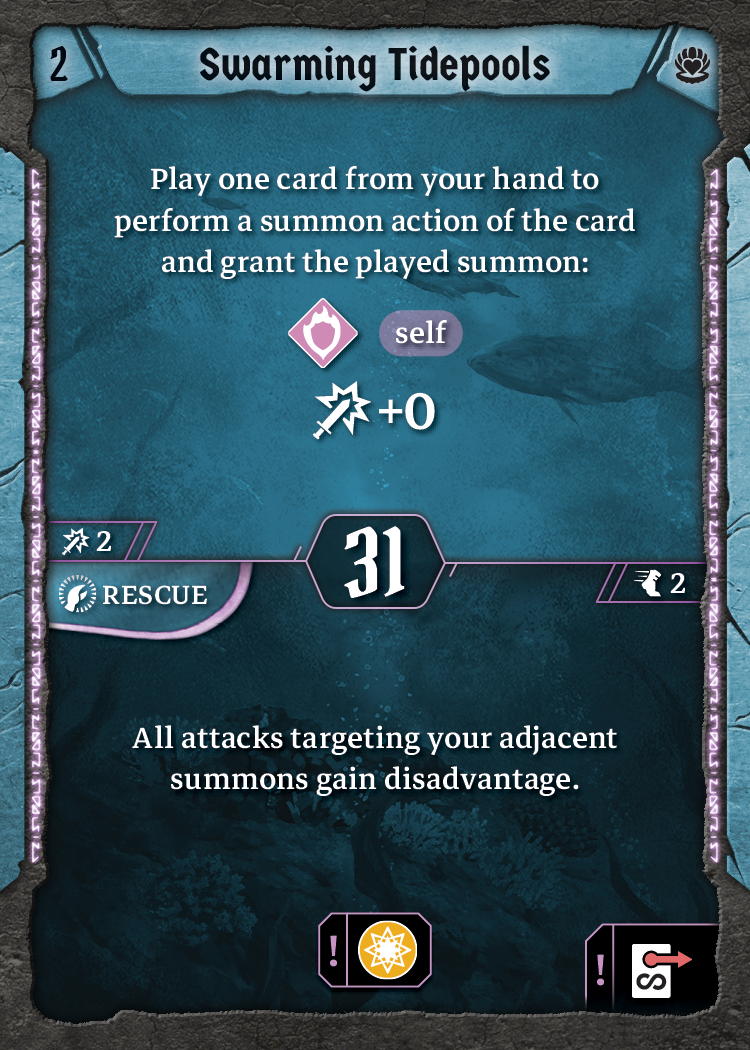 2
Swarming Tidepools
Play one card from your hand to
perform a summon action of the card
and grant the played summon:
self
+0
2
31
RESCUE
2
All attacks targeting your adjacent
summons gain disadvantage.
!
!